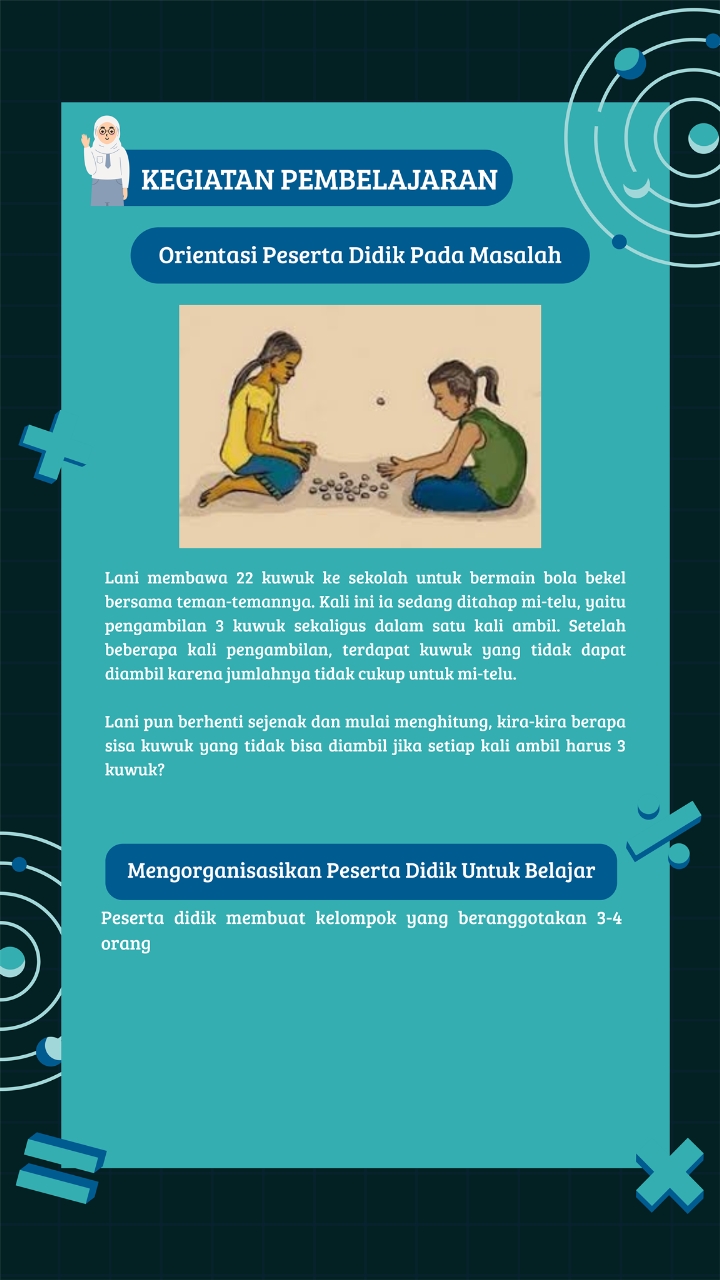 KEGIATAN PEMBELAJARAN
Orientasi Peserta Didik Pada Masalah
Lani membawa 22 kuwuk ke sekolah untuk bermain bola bekel
bersama teman-temannya. Kali ini ia sedang ditahap mi-telu, yaitu
pengambilan 3 kuwuk sekaligus dalam satu kali ambil. Setelah
beberapa kali pengambilan, terdapat kuwuk yang tidak dapat
diambil karena jumlahnya tidak cukup untuk mi-telu.
Lani pun berhenti sejenak dan mulai menghitung, kira-kira berapa
sisa kuwuk yang tidak bisa diambil jika setiap kali ambil harus 3
kuwuk?
Mengorganisasikan Peserta Didik Untuk Belajar
Peserta didik membuat kelompok yang beranggotakan 3-4
orang